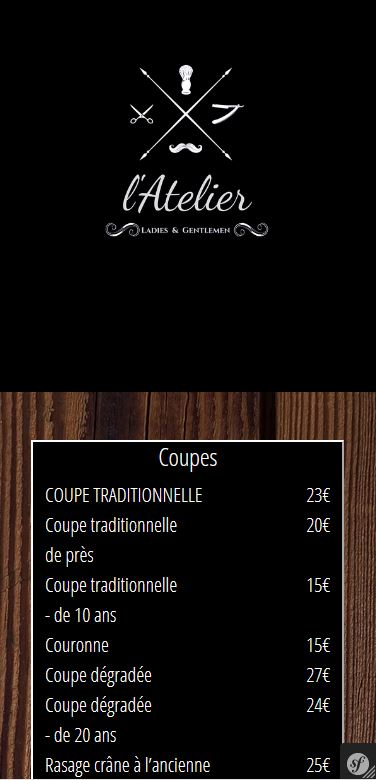 l'Atelier
Ladies & Gentlemen
Coupes
COUPE TRADITIONNELLE 23€
Coupe traditionnelle 20€
de près
Coupe traditionnelle 15€
- de 10 ans
Couronne 15€
Coupe dégradée 27€
Coupe dégradée 24€
- de 20 ans
Rasage crâne à l’ancienne 25€
sf